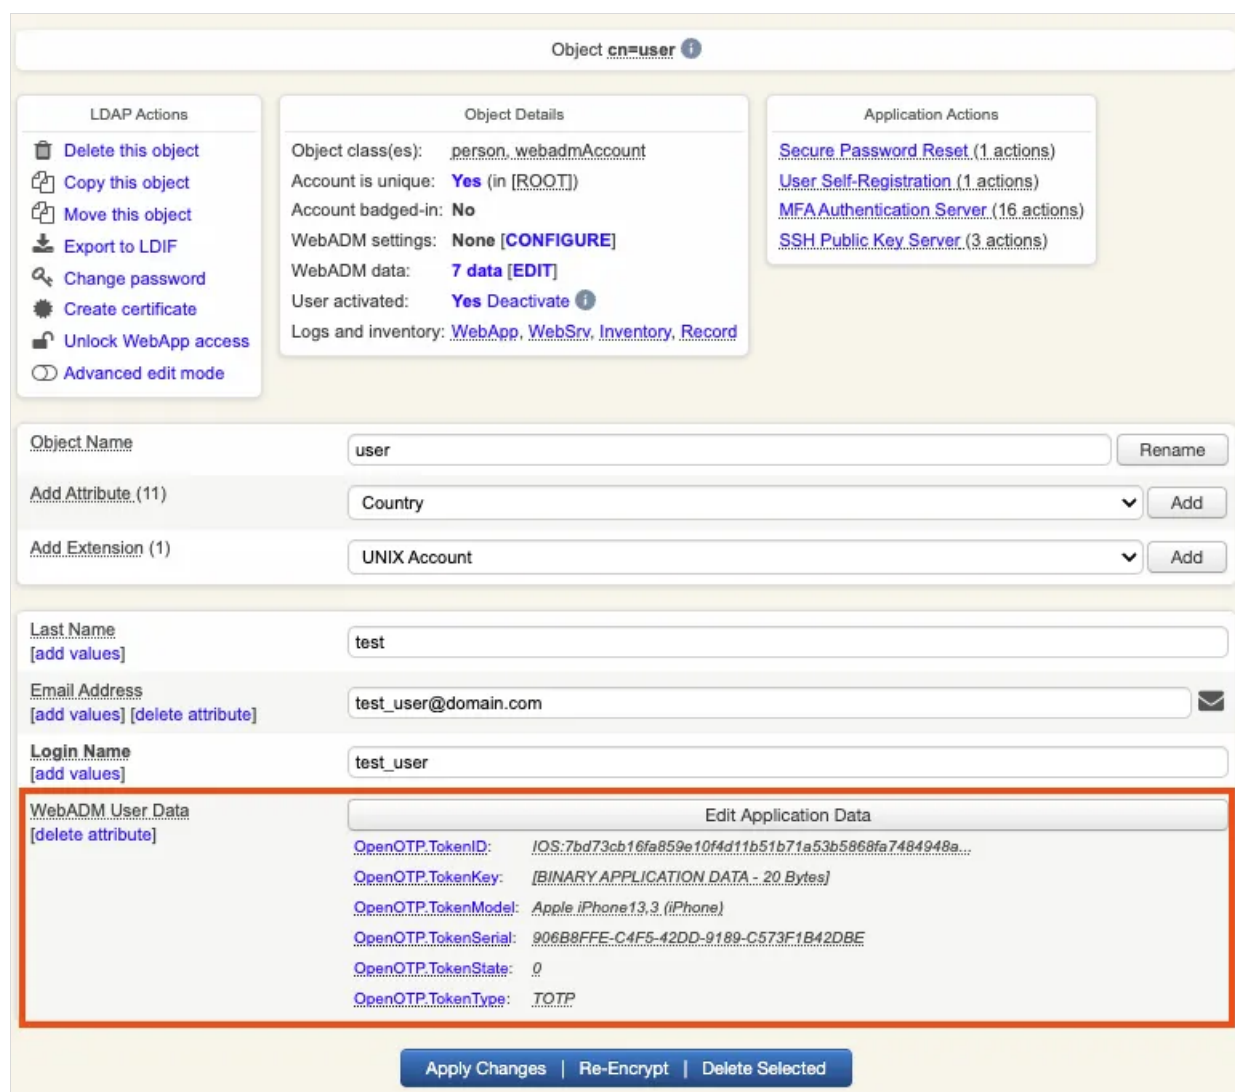 Object cn=user
LDAP Actions
Delete this object
Copy this object
Move this object
Export to LDIF
Change password
Create certificate
Unlock WebApp access
Advanced edit mode
Object Details
Object class(es): person, webadmAccount
Account is unique: Yes (in [ROOT])
Account badged-in: No
WebADM settings: None [CONFIGURE]
WebADM data: 7 data [EDIT]
User activated: Yes Deactivate
Logs and inventory: WebApp, WebSrv, Inventory, Record
Application Actions
Secure Password Reset (1 actions)
User Self-Registration (1 actions)
MFA Authentication Server (16 actions)
SSH Public Key Server (3 actions)
Object Name user Rename
Add Attribute (11) Country Add
Add Extension (1) UNIX Account Add
Last Name
[add values] test
Email Address
[add values] [delete attribute] test_user@domain.com
Login Name
[add values] test_user
WebADM User Data
[delete attribute]
Edit Application Data
OpenOTP.TokenID: IOS:7bd73cb16fa859e10f4d11b51b71a53b5868fa7484948a...
OpenOTP.TokenKey: [BINARY APPLICATION DATA - 20 Bytes]
OpenOTP.TokenModel: Apple iPhone13,3 (iPhone)
OpenOTP.TokenSerial: 906B8FFE-C4F5-42DD-9189-C573F1B42DBE
OpenOTP.TokenState: 0
OpenOTP.TokenType: TOTP
Apply Changes | Re-Encrypt | Delete Selected